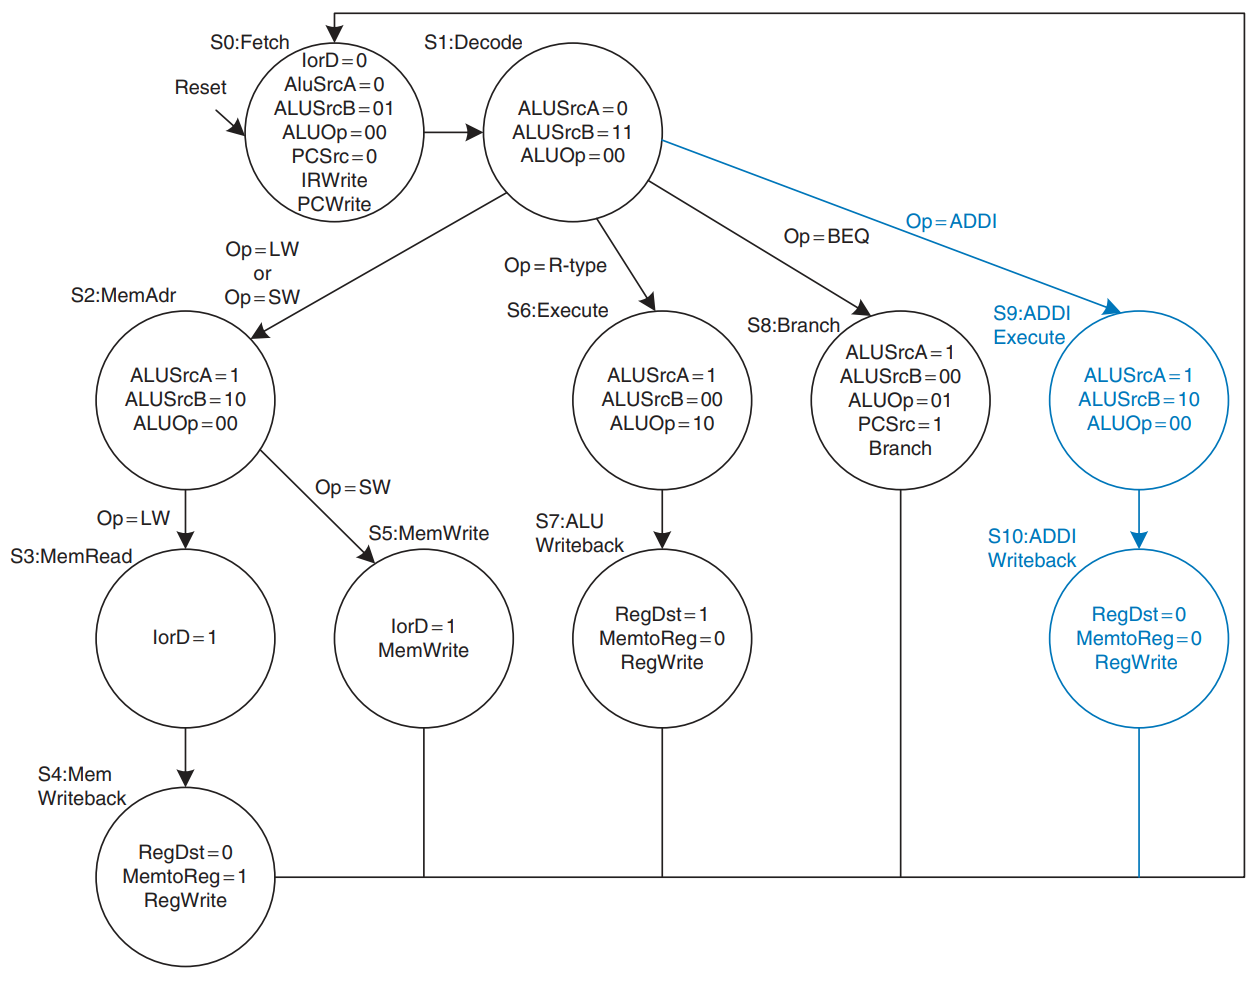 S0:Fetch
Reset
IorD=0
AluSrcA=0
ALUSrcB=01
ALUOp=00
PCSrc=0
IRWrite
PCWrite
S1:Decode
ALUSrcA=0
ALUSrcB=11
ALUOp=00
Op=LW
or
Op=SW
Op=R-type
Op=BEQ
Op=ADDI
S2:MemAdr
ALUSrcA=1
ALUSrcB=10
ALUOp=00
S6:Execute
ALUSrcA=1
ALUSrcB=00
ALUOp=10
S8:Branch
ALUSrcA=1
ALUSrcB=00
ALUOp=01
PCSrc=1
Branch
S9:ADDI
Execute
ALUSrcA=1
ALUSrcB=10
ALUOp=00
Op=LW
Op=SW
S3:MemRead
IorD=1
S5:MemWrite
IorD=1
MemWrite
S7:ALU
Writeback
RegDst=1
MemtoReg=0
RegWrite
S10:ADDI
Writeback
RegDst=0
MemtoReg=0
RegWrite
S4:Mem
Writeback
RegDst=0
MemtoReg=1
RegWrite